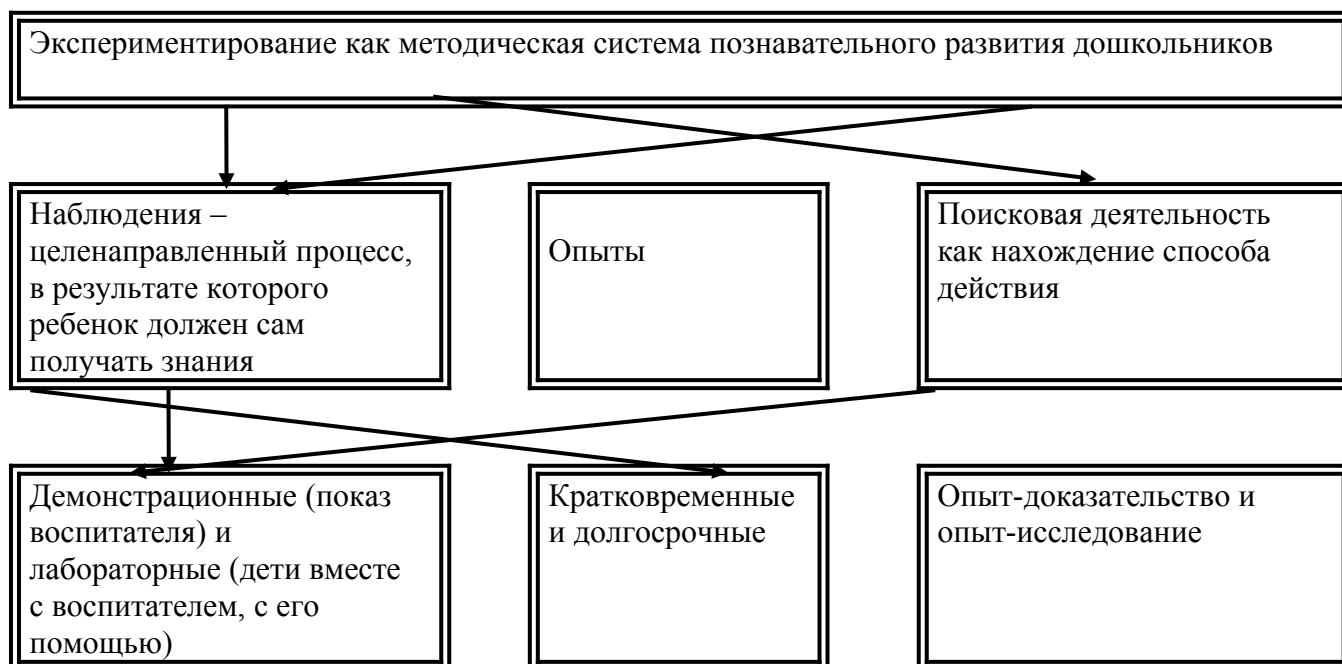 Экспериментирование как методическая система познавательного развития дошкольников
Наблюдения –
целенаправленный процесс,
в результате которого
ребенок должен сам
получать знания
Опыты
Поисковая деятельность
как нахождение способа
действия
Демонстрационные (показ
воспитателя) и
лабораторные (дети вместе
с воспитателем, с его
помощью)
Кратковременные
и долгосрочные
Опыт-доказательство и
опыт-исследование